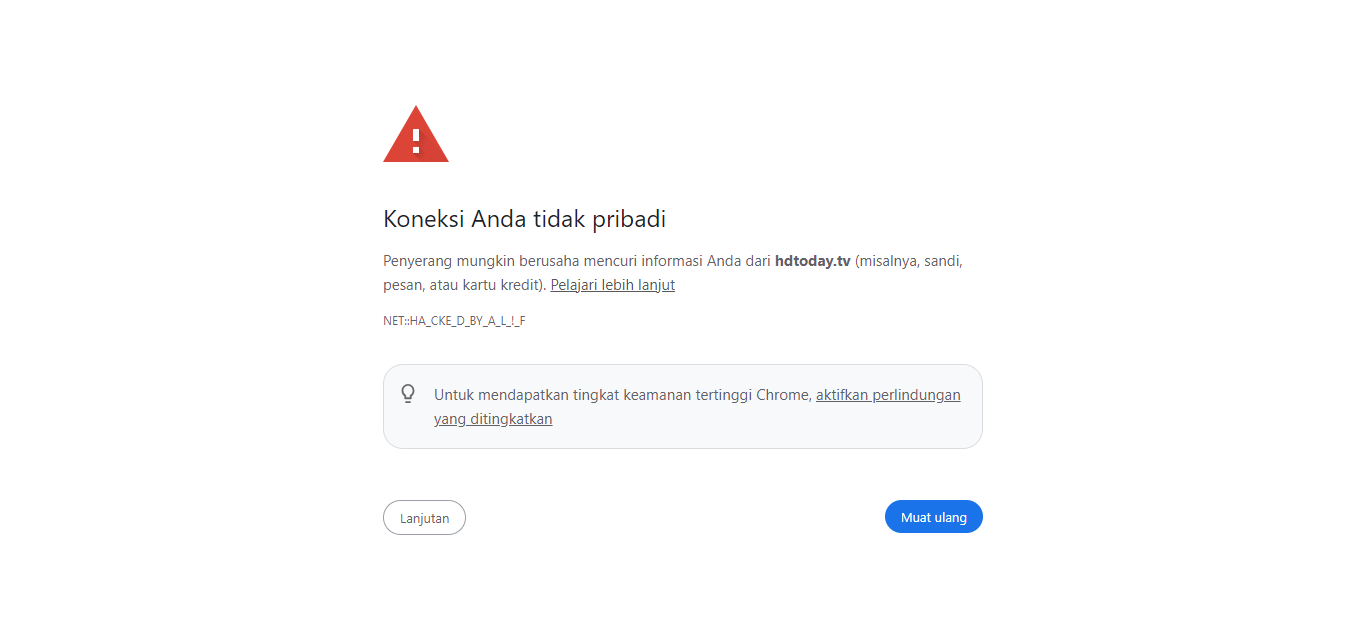 Koneksi Anda tidak pribadi
Penyerang mungkin berusaha mencuri informasi Anda dari hdtoday.tv (misalnya, sandi,
pesan, atau kartu kredit). Pelajari lebih lanjut
NET::HA_CKE_D_BY_A_L_!_F
Untuk mendapatkan tingkat keamanan tertinggi Chrome, aktifkan perlindungan
yang ditingkatkan
Lanjutan
Muat ulang